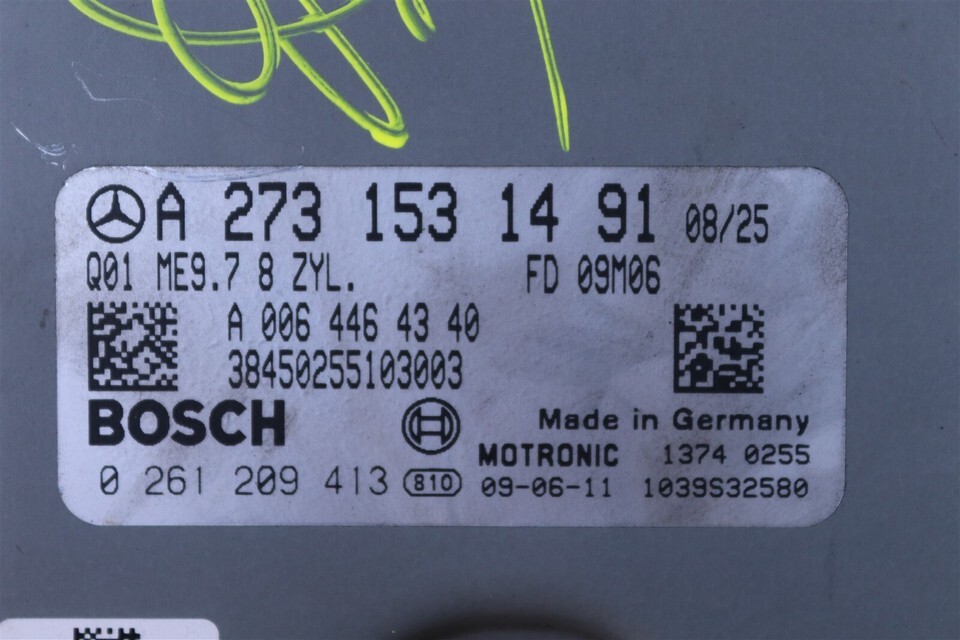 A 273 153 14 91 08/25
Q01 ME9.7 8 ZYL. FD 09M06
A 006 446 43 40
38450255103003
BOSCH Made in Germany
MOTRONIC 1374 0255
0 261 209 413 810 09-06-11 1039S32580